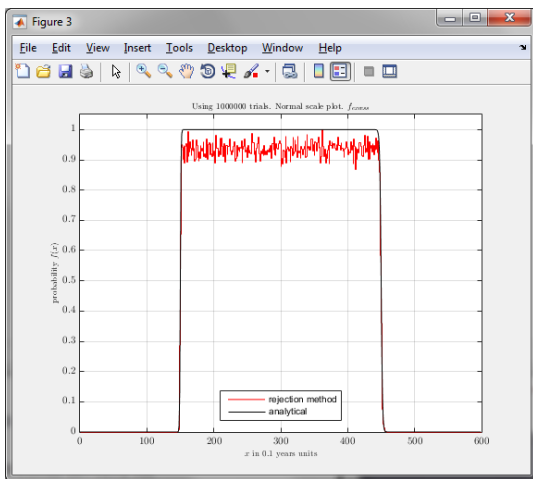 Figure 3
File Edit View Insert Tools Desktop Window Help
Using 1000000 trials. Normal scale plot.
1
0.9
0.8
0.7
0.6
0.5
0.4
0.3
0.2
0.1
0
probability f(x)
rejection method
analytical
0 100 200 300 400 500 600
x in 0.1 years units